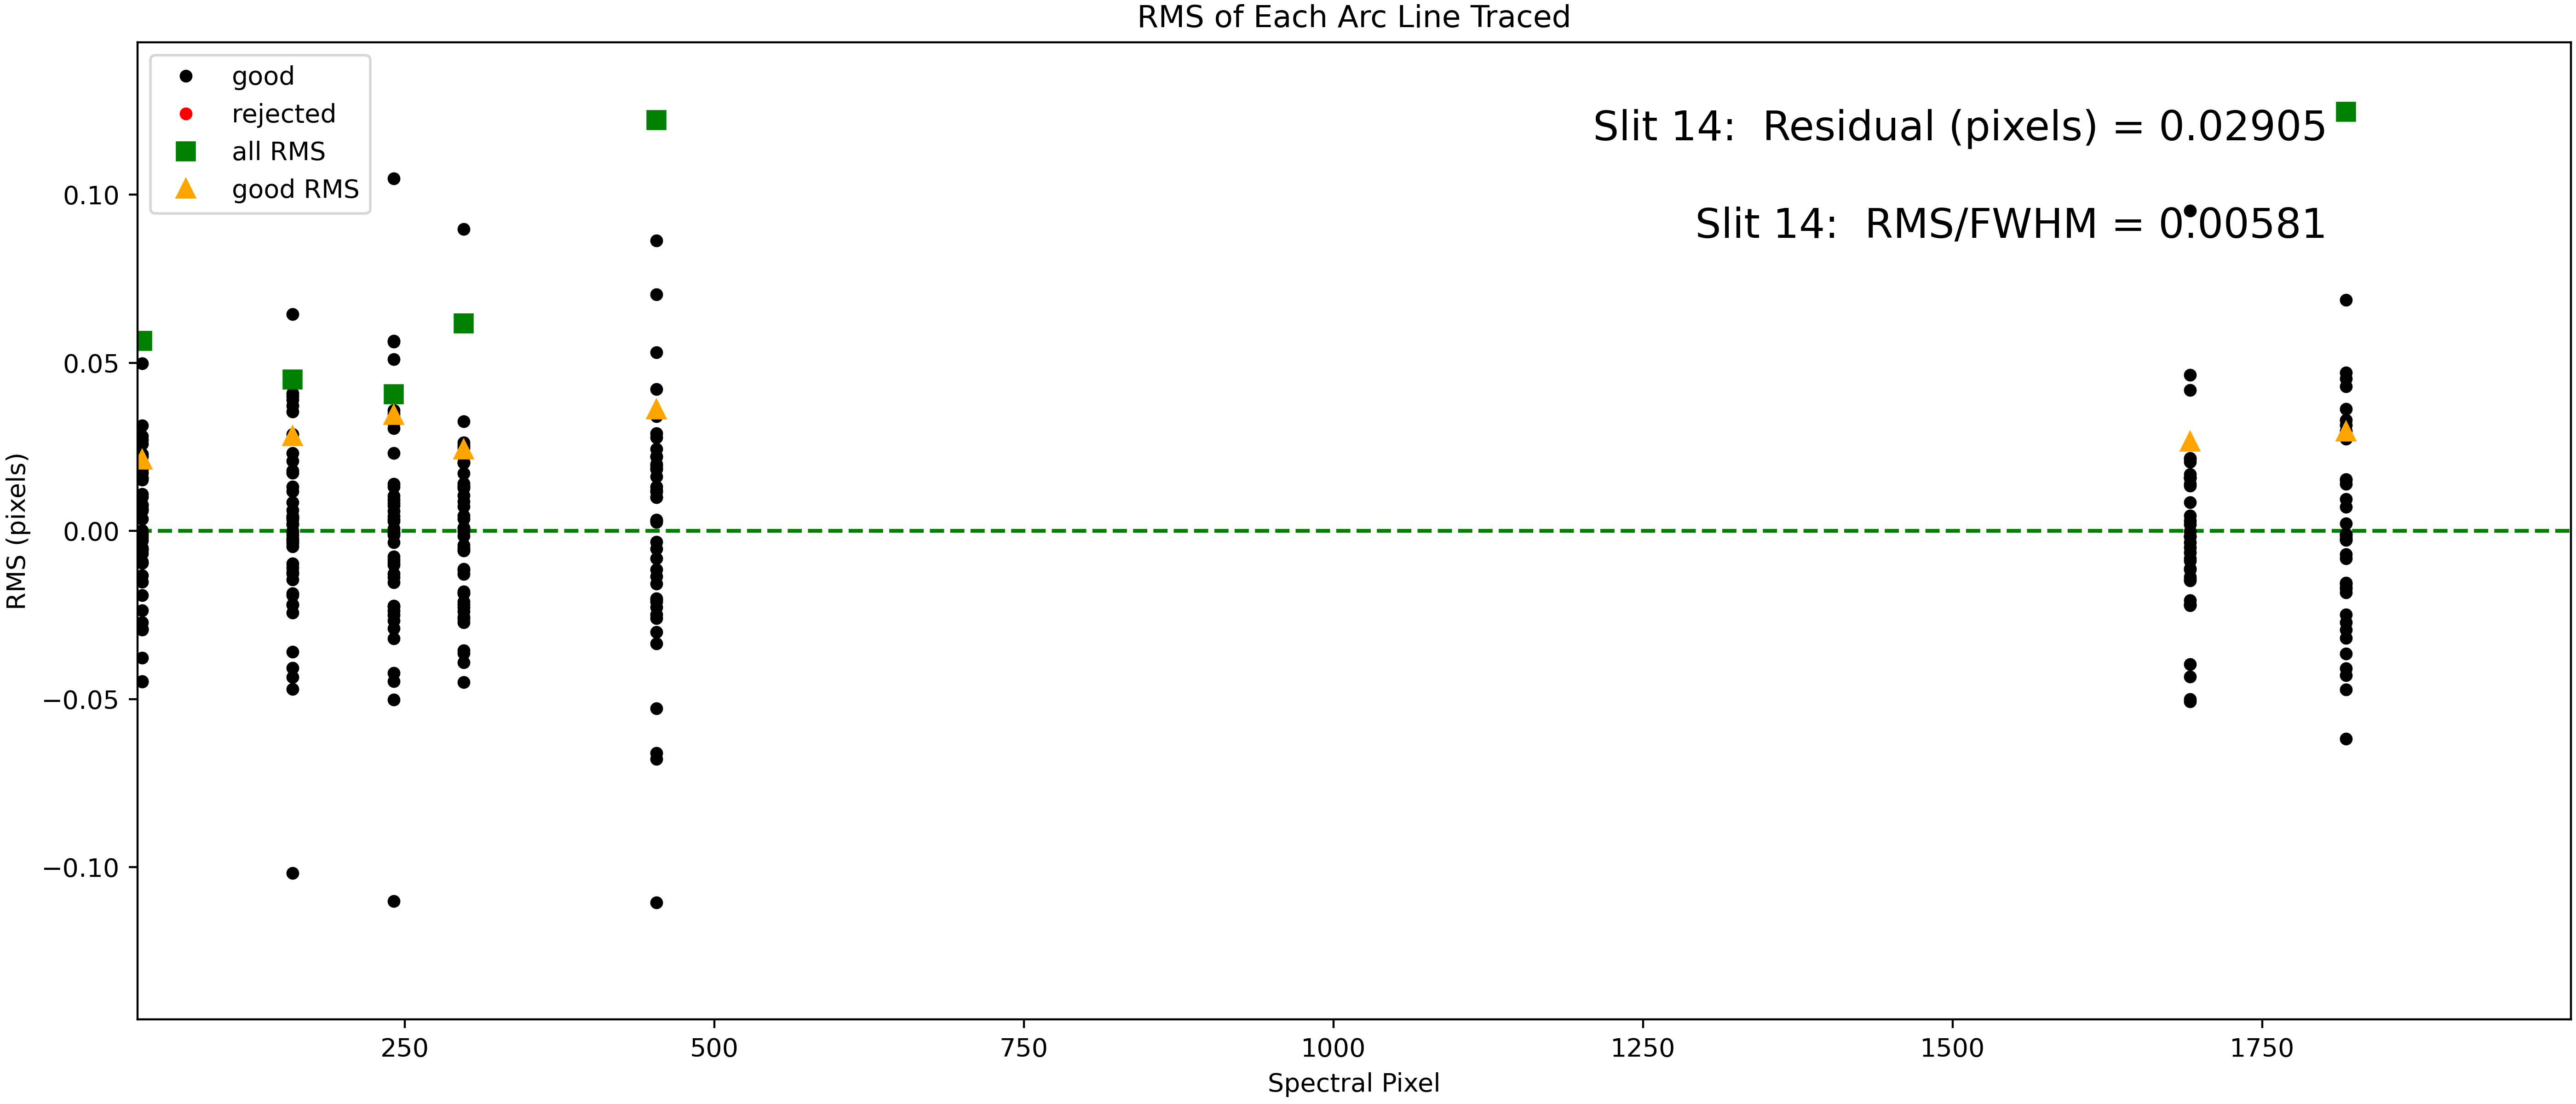 RMS of Each Arc Line Traced
good
rejected
all RMS
good RMS
Slit 14:  Residual (pixels) = 0.02905
Slit 14:  RMS/FWHM = 0.00581
RMS (pixels)
0.10
0.05
0.00
−0.05
−0.10
250
500
750
1000
1250
1500
1750
Spectral Pixel